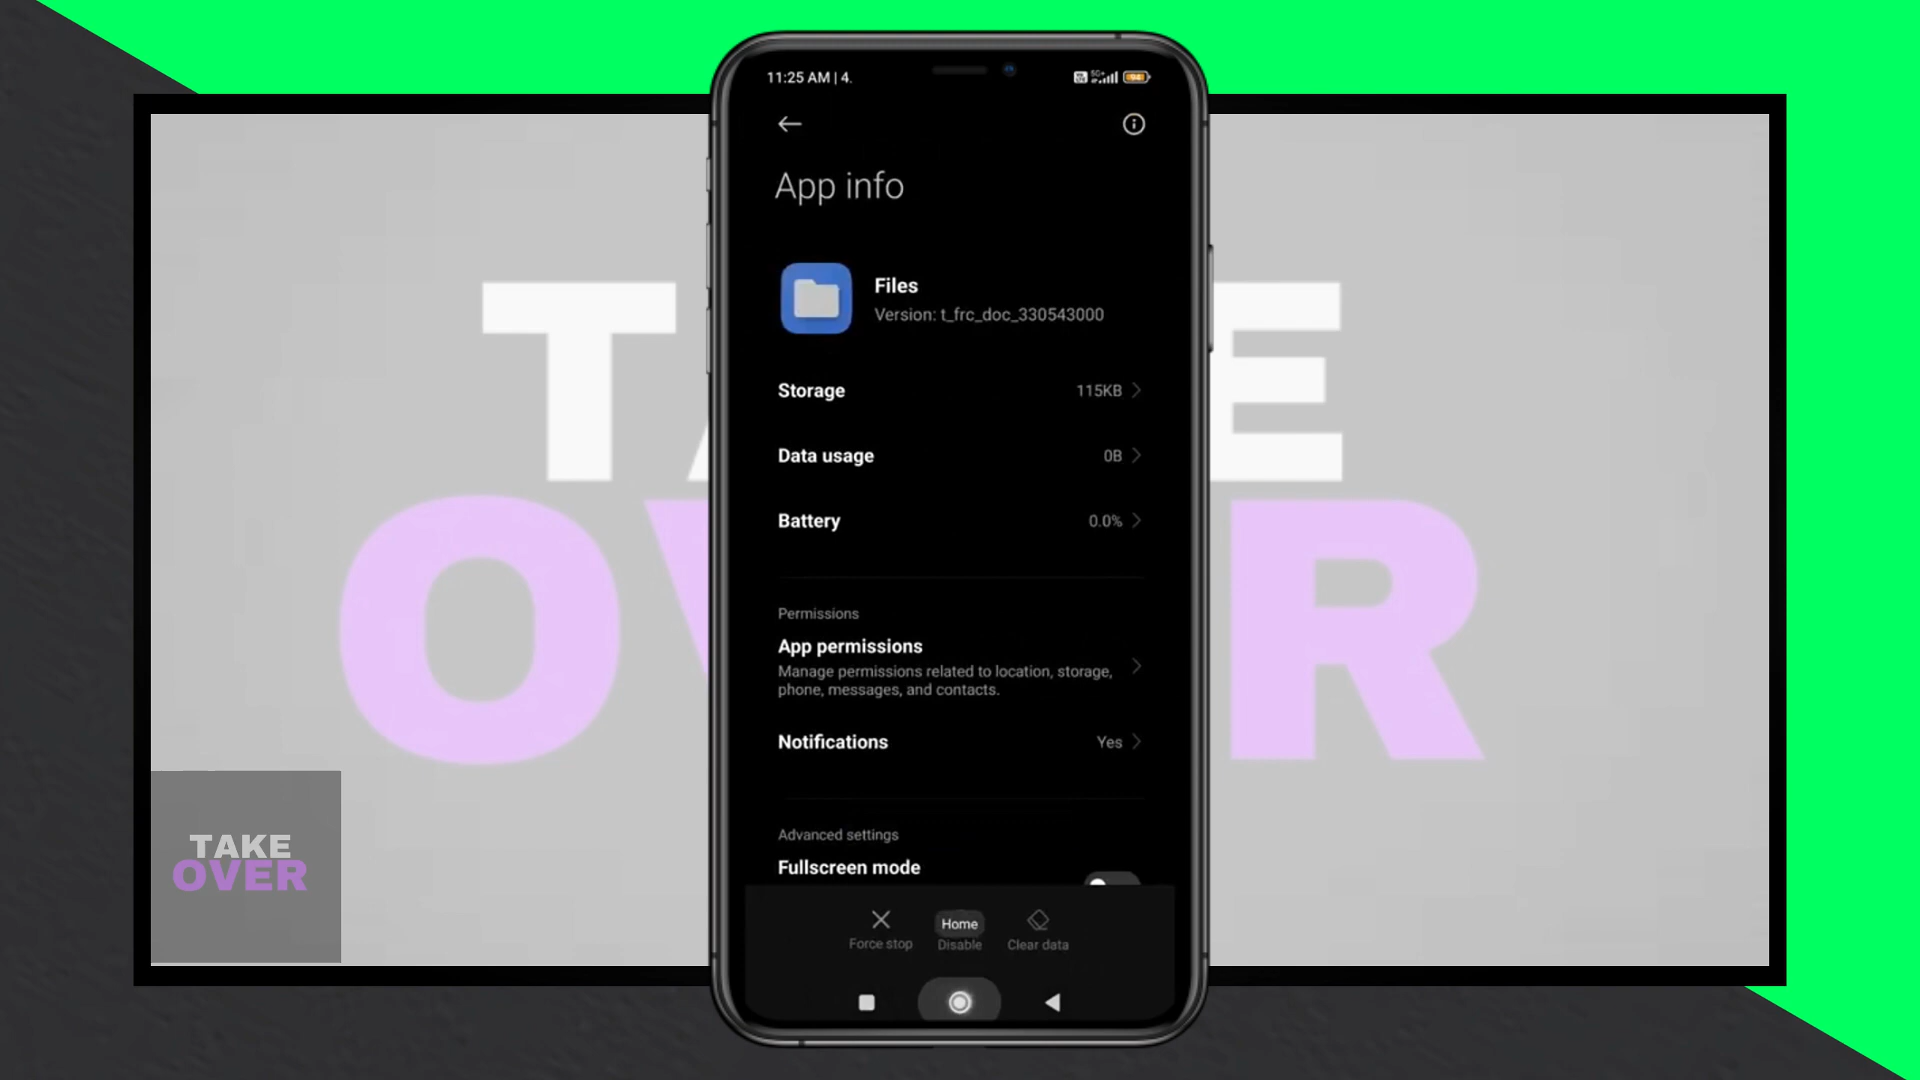 11:25 AM | 4.
App info
Files
Version: t_frc_doc_330543000
Storage
115KB
Data usage
0B
Battery
0.0%
Permissions
App permissions
Manage permissions related to location, storage,
phone, messages, and contacts.
Notifications
Yes
Advanced settings
Fullscreen mode
Force stop
Home
Disable
Clear data
TAKE
OVER